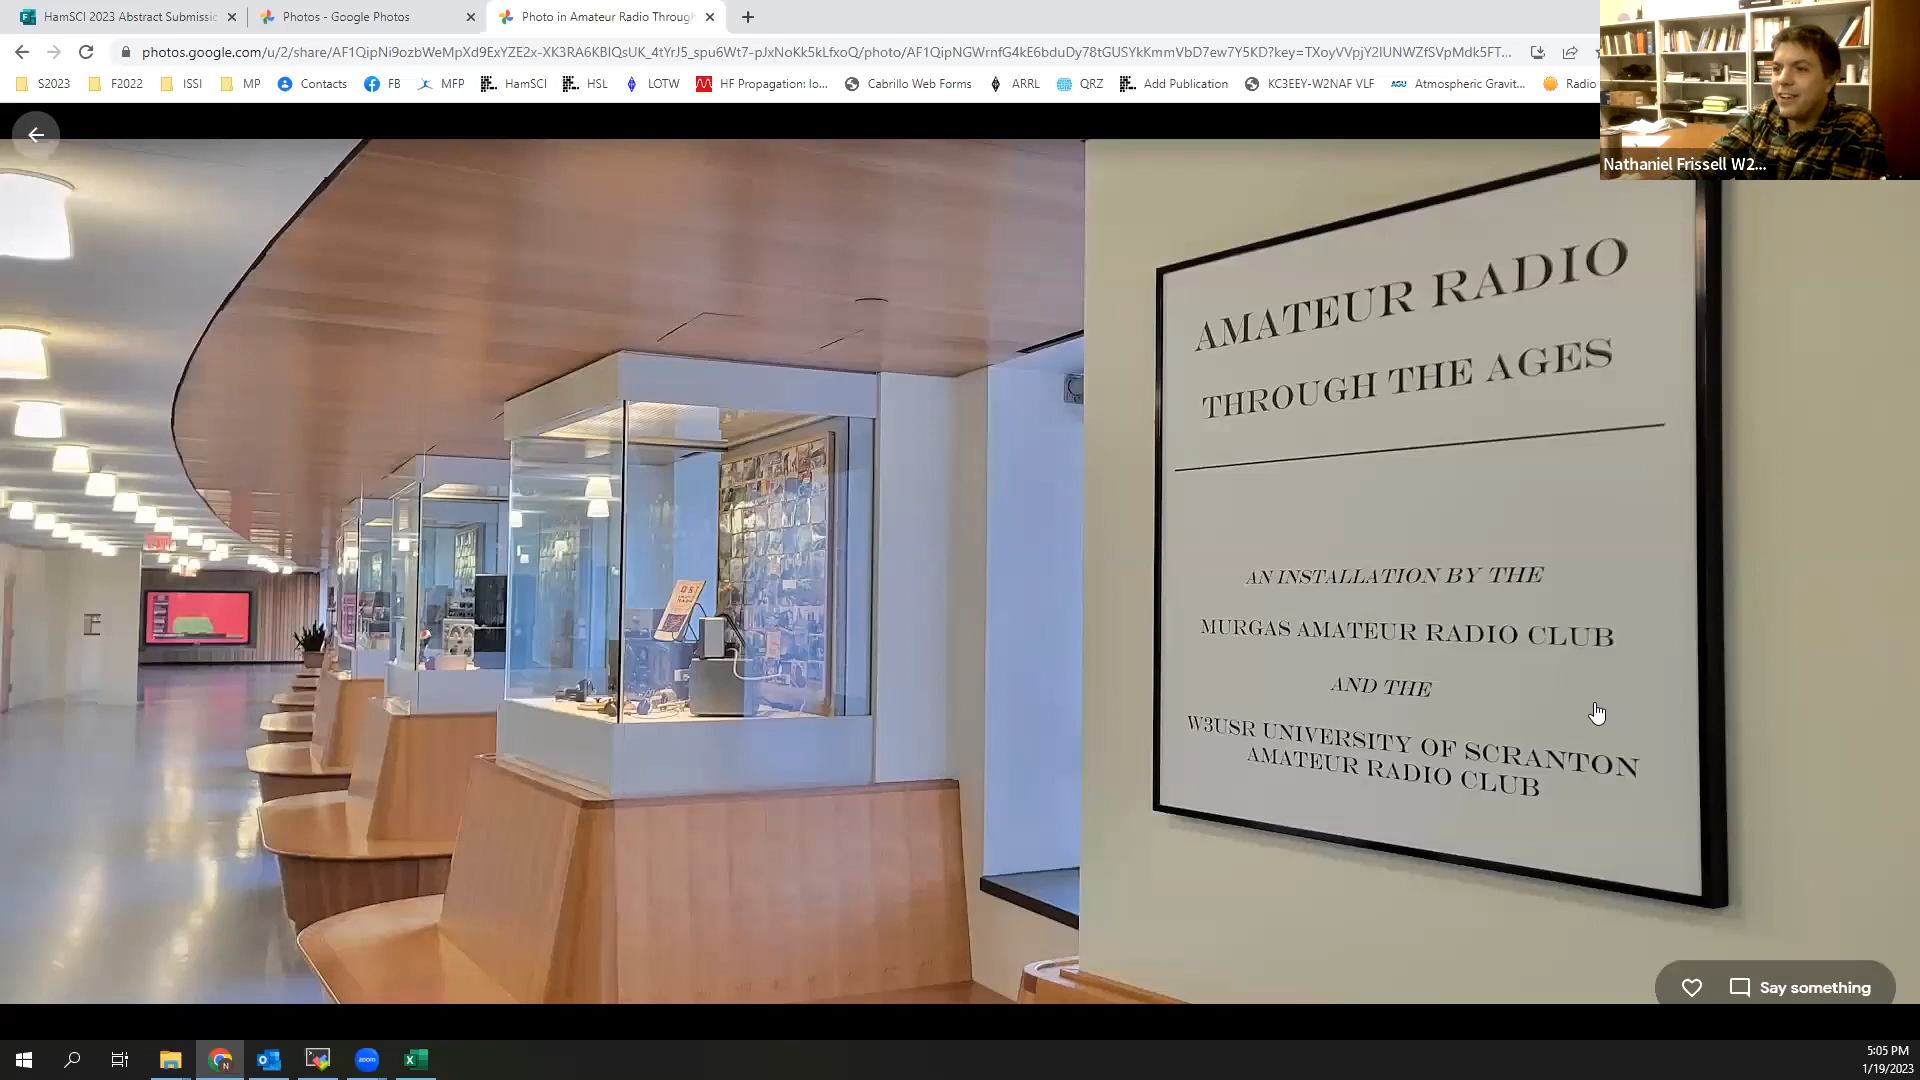 HamSCI 2023 Abstract Submissic
Photos - Google Photos
Photo in Amateur Radio Through
photos.google.com/u/2/share/AF1QipNi9ozbWeMpXd9ExYZE2x-XK3RA6KBIQsUK_4tYrJ5_spu6Wt7-pJxNoKk5kLfxoQ/photo/AF1QipNGWrnfG4kE6bduDy78tGUSYkKmmVbD7ew7Y5KD?key=TXoyVVpjY2lUNWZfSVpMdk5FT...
S2023 F2022 ISSI MP Contacts FB MFP HamSCI HSL LOTW HF Propagation: Io... Cabrillo Web Forms ARRL QRZ Add Publication KC3EEY-W2NAF VLF AGU Atmospheric Gravit... Radio
Nathaniel Frissell W2...
AMATEUR RADIO
THROUGH THE AGES
AN INSTALLATION BY THE
MURGAS AMATEUR RADIO CLUB
AND THE
W3USR UNIVERSITY OF SCRANTON
AMATEUR RADIO CLUB
QST
Say something
zoom
N
5:05 PM
1/19/2023